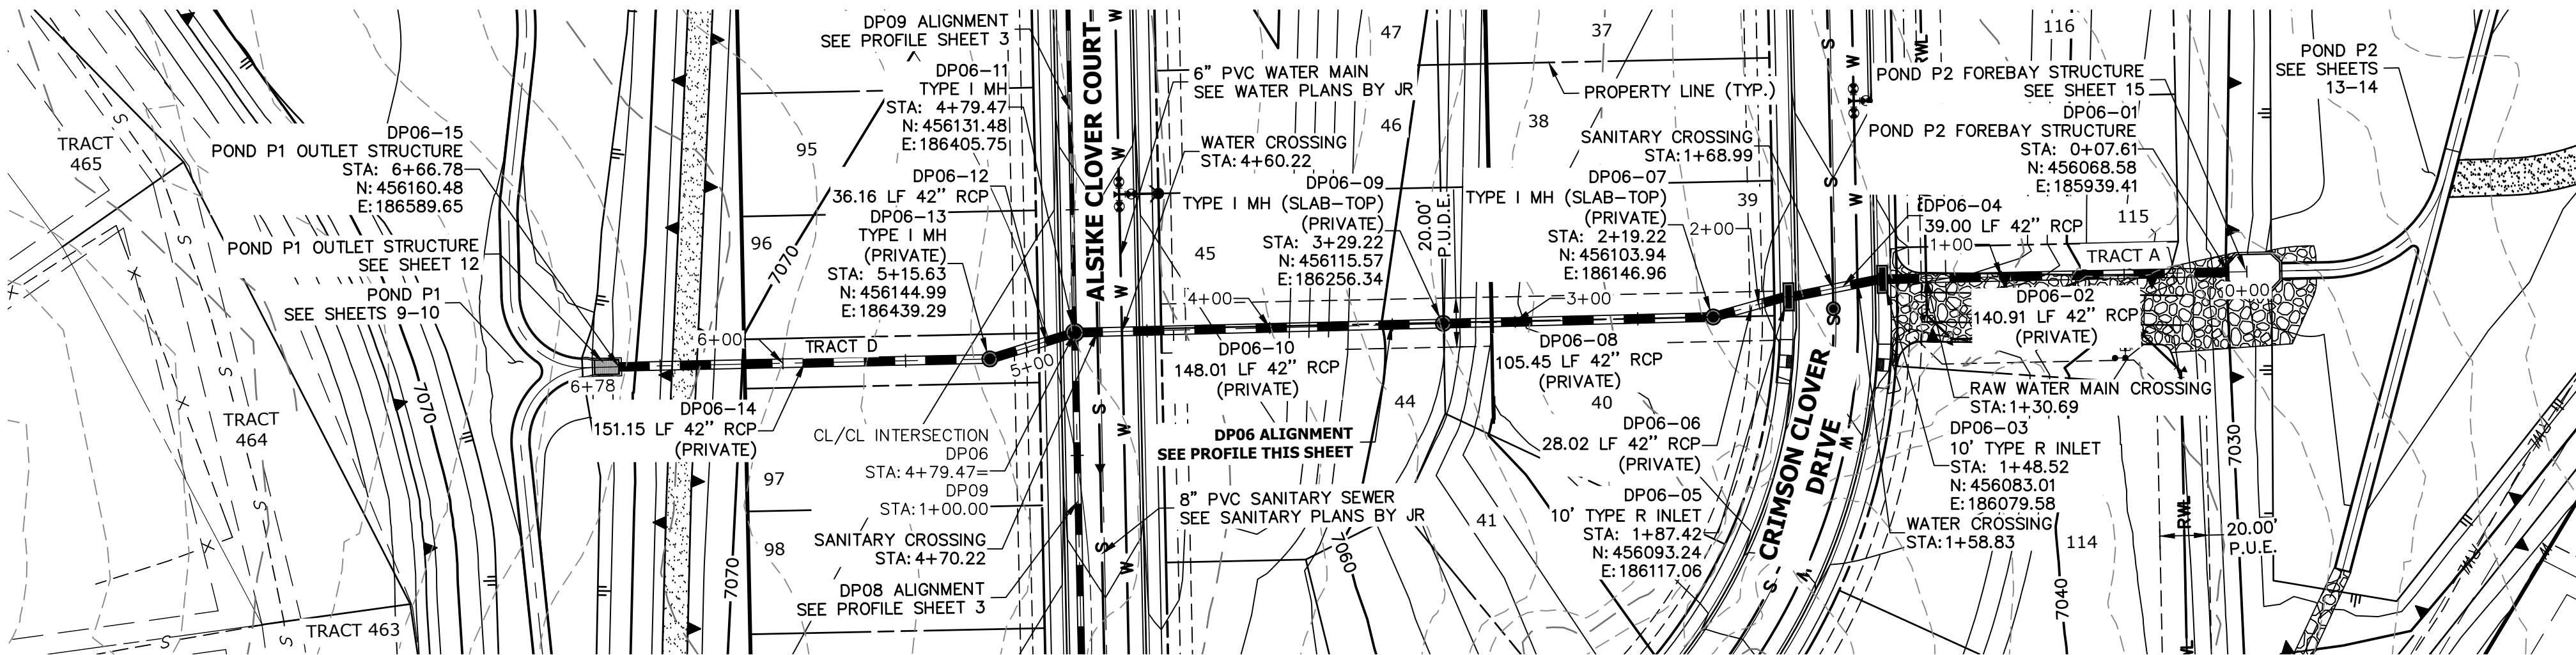 DP09 ALIGNMENT
SEE PROFILE SHEET 3
DP06-11
TYPE I MH
STA: 4+79.47
N: 456131.48
E: 186405.75
DP06-12
36.16 LF 42" RCP
DP06-13
TYPE I MH
(PRIVATE)
STA: 5+15.63
N: 456144.99
E: 186439.29
DP06-15
POND P1 OUTLET STRUCTURE
STA: 6+66.78
N: 456160.48
E: 186589.65
POND P1 OUTLET STRUCTURE
SEE SHEET 12
POND P1
SEE SHEETS 9-10
TRACT
465
TRACT
464
TRACT 463
7070
6+78
6+00
TRACT D
5+00
95
96
7070
97
98
7070
DP06-14
151.15 LF 42" RCP
(PRIVATE)
CL/CL INTERSECTION
DP06
STA: 4+79.47=
DP09
STA: 1+00.00
SANITARY CROSSING
STA: 4+70.22
DP08 ALIGNMENT
SEE PROFILE SHEET 3
ALSIKE CLOVER COURT
6" PVC WATER MAIN
SEE WATER PLANS BY JR
WATER CROSSING
STA: 4+60.22
47
46
45
44
41
DP06-09
TYPE I MH (SLAB-TOP)
(PRIVATE)
STA: 3+29.22
N: 456115.57
E: 186256.34
4+00
DP06-10
148.01 LF 42" RCP
(PRIVATE)
DP06 ALIGNMENT
SEE PROFILE THIS SHEET
8" PVC SANITARY SEWER
SEE SANITARY PLANS BY JR
7060
20.00'
P.U.D.E.
37
PROPERTY LINE (TYP.)
38
39
40
SANITARY CROSSING
STA: 1+68.99
DP06-07
TYPE I MH (SLAB-TOP)
(PRIVATE)
STA: 2+19.22
N: 456103.94
E: 186146.96
2+00
3+00
DP06-08
105.45 LF 42" RCP
(PRIVATE)
DP06-06
28.02 LF 42" RCP
(PRIVATE)
DP06-05
10' TYPE R INLET
STA: 1+87.42
N: 456093.24
E: 186117.06
CRIMSON CLOVER
DRIVE
RWL
116
POND P2 FOREBAY STRUCTURE
SEE SHEET 15
DP06-01
POND P2 FOREBAY STRUCTURE
STA: 0+07.61
N: 456068.58
E: 185939.41
DP06-04
39.00 LF 42" RCP
115
1+00
TRACT A
0+00
DP06-02
140.91 LF 42" RCP
(PRIVATE)
RAW WATER MAIN CROSSING
STA: 1+30.69
DP06-03
10' TYPE R INLET
STA: 1+48.52
N: 456083.01
E: 186079.58
WATER CROSSING
STA: 1+58.83
114
7040
RWL
20.00'
P.U.E.
7030
POND P2
SEE SHEETS
13-14
RWL
RWL